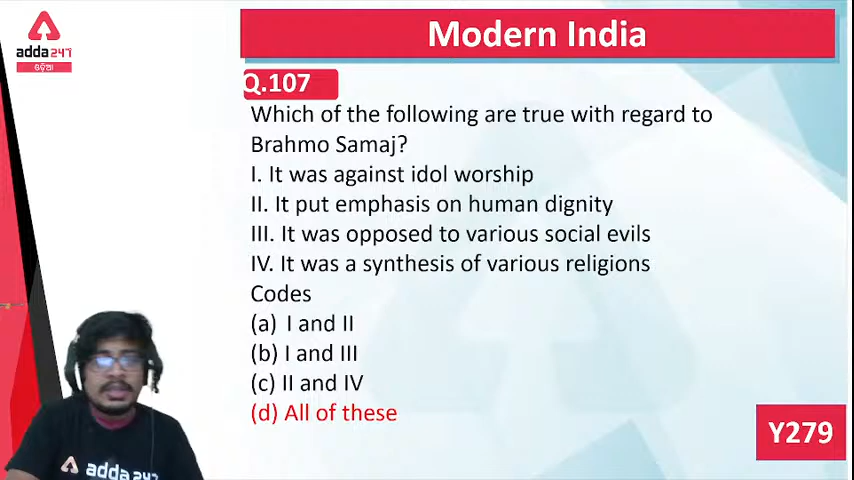 adda247
ଓଡ଼ିଆ
Modern India
Q.107
Which of the following are true with regard to
Brahmo Samaj?
I. It was against idol worship
II. It put emphasis on human dignity
III. It was opposed to various social evils
IV. It was a synthesis of various religions
Codes
(a) I and II
(b) I and III
(c) II and IV
(d) All of these
Y279
adda247